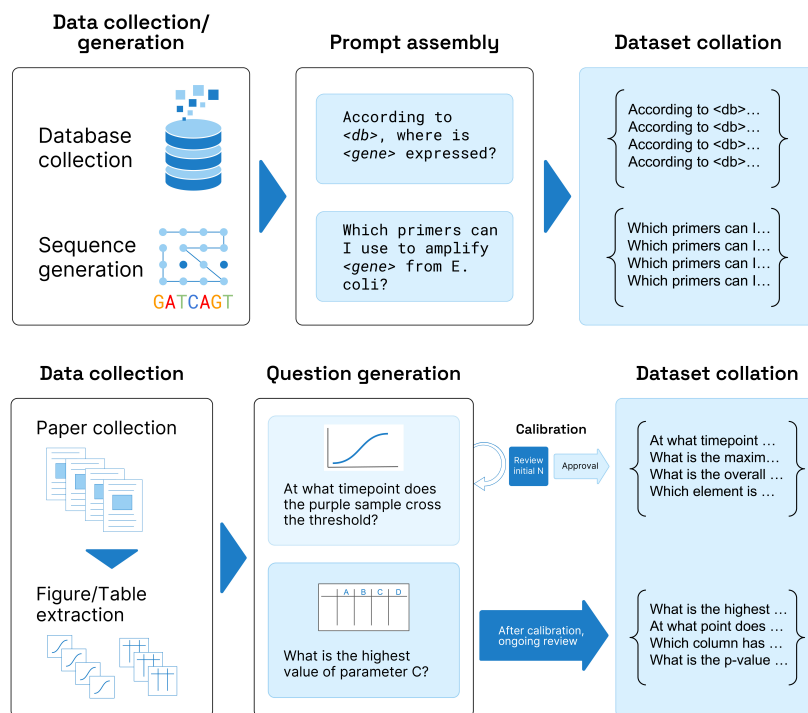 Data collection/
generation
Prompt assembly
Dataset collation
Database
collection
Sequence
generation
GATCAGT
According to
<db>, where is
<gene> expressed?
Which primers can
I use to amplify
<gene> from E.
coli?
According to <db>...
According to <db>...
According to <db>...
According to <db>...
Which primers can I...
Which primers can I...
Which primers can I...
Which primers can I...
Data collection
Question generation
Dataset collation
Paper collection
Figure/Table
extraction
At what timepoint does
the purple sample cross
the threshold?
A B C D
What is the highest
value of parameter C?
Calibration
Review
initial N
Approval
After calibration,
ongoing review
At what timepoint ...
What is the maxim...
What is the overall ...
Which element is ...
What is the highest ...
At what point does ...
Which column has ...
What is the p-value ...